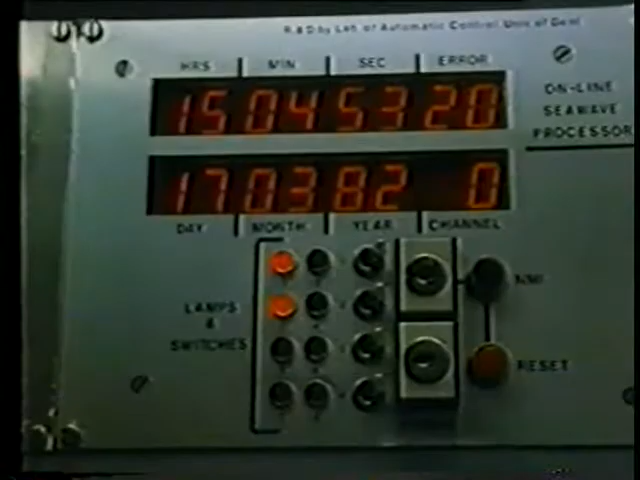 R & D by Lab. of Automatic Control Univ of Gent
HRS MIN SEC ERROR
15 04 53 20
ON-LINE
SEAWAVE
PROCESSOR
17 03 82 0
DAY MONTH YEAR CHANNEL
NMI
LAMPS
&
SWITCHES
RESET